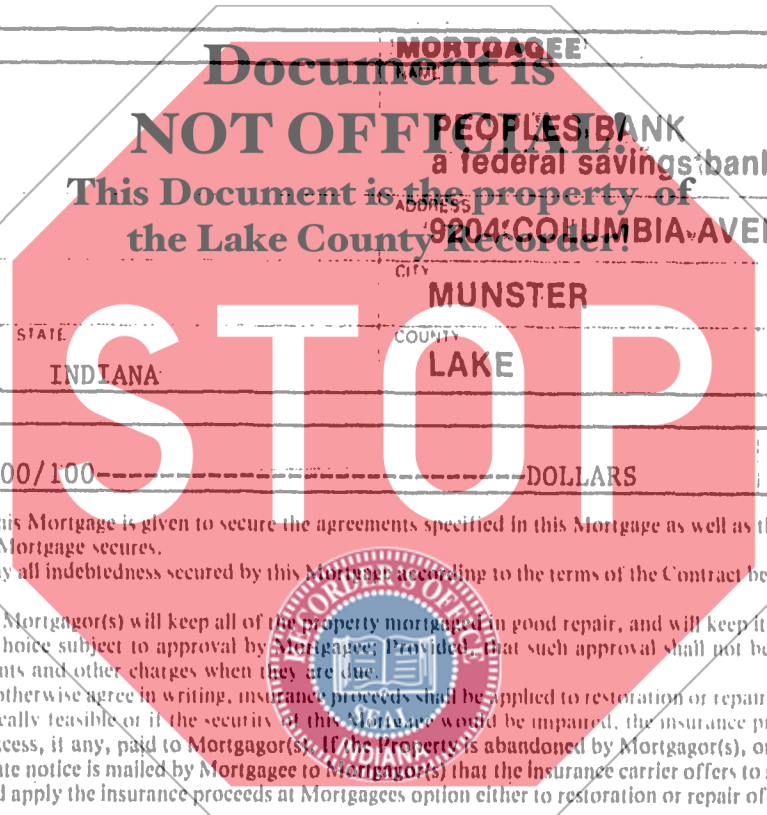 MORTGAGEE
Document is
NAME
NOT OFFICIAL!
PEOPLES BANK
a federal savings bank
This Document is the property of
ADDRESS
the Lake County Recorder!
9204 COLUMBIA AVEN
CITY
MUNSTER
STATE
COUNTY
INDIANA
LAKE
STOP
00/100 DOLLARS
his Mortgage is given to secure the agreements specified in this Mortgage as well as th
Mortgage secures.
y all indebtedness secured by this Mortgage according to the terms of the Contract be
Mortgagor(s) will keep all of the property mortgaged in good repair, and will keep it
hoice subject to approval by Mortgagee; Provided, that such approval shall not be
nts and other charges when they are due.
otherwise agree in writing, insurance proceeds shall be applied to restoration or repair
cally feasible or if the security of this Mortgage would be impaired, the insurance pr
cess, if any, paid to Mortgagor(s). If the Property is abandoned by Mortgagor(s), or
ate notice is mailed by Mortgagee to Mortgagor(s) that the insurance carrier offers to s
d apply the insurance proceeds at Mortgagees option either to restoration or repair of
RECORDER'S OFFICE
SEAL
INDIANA